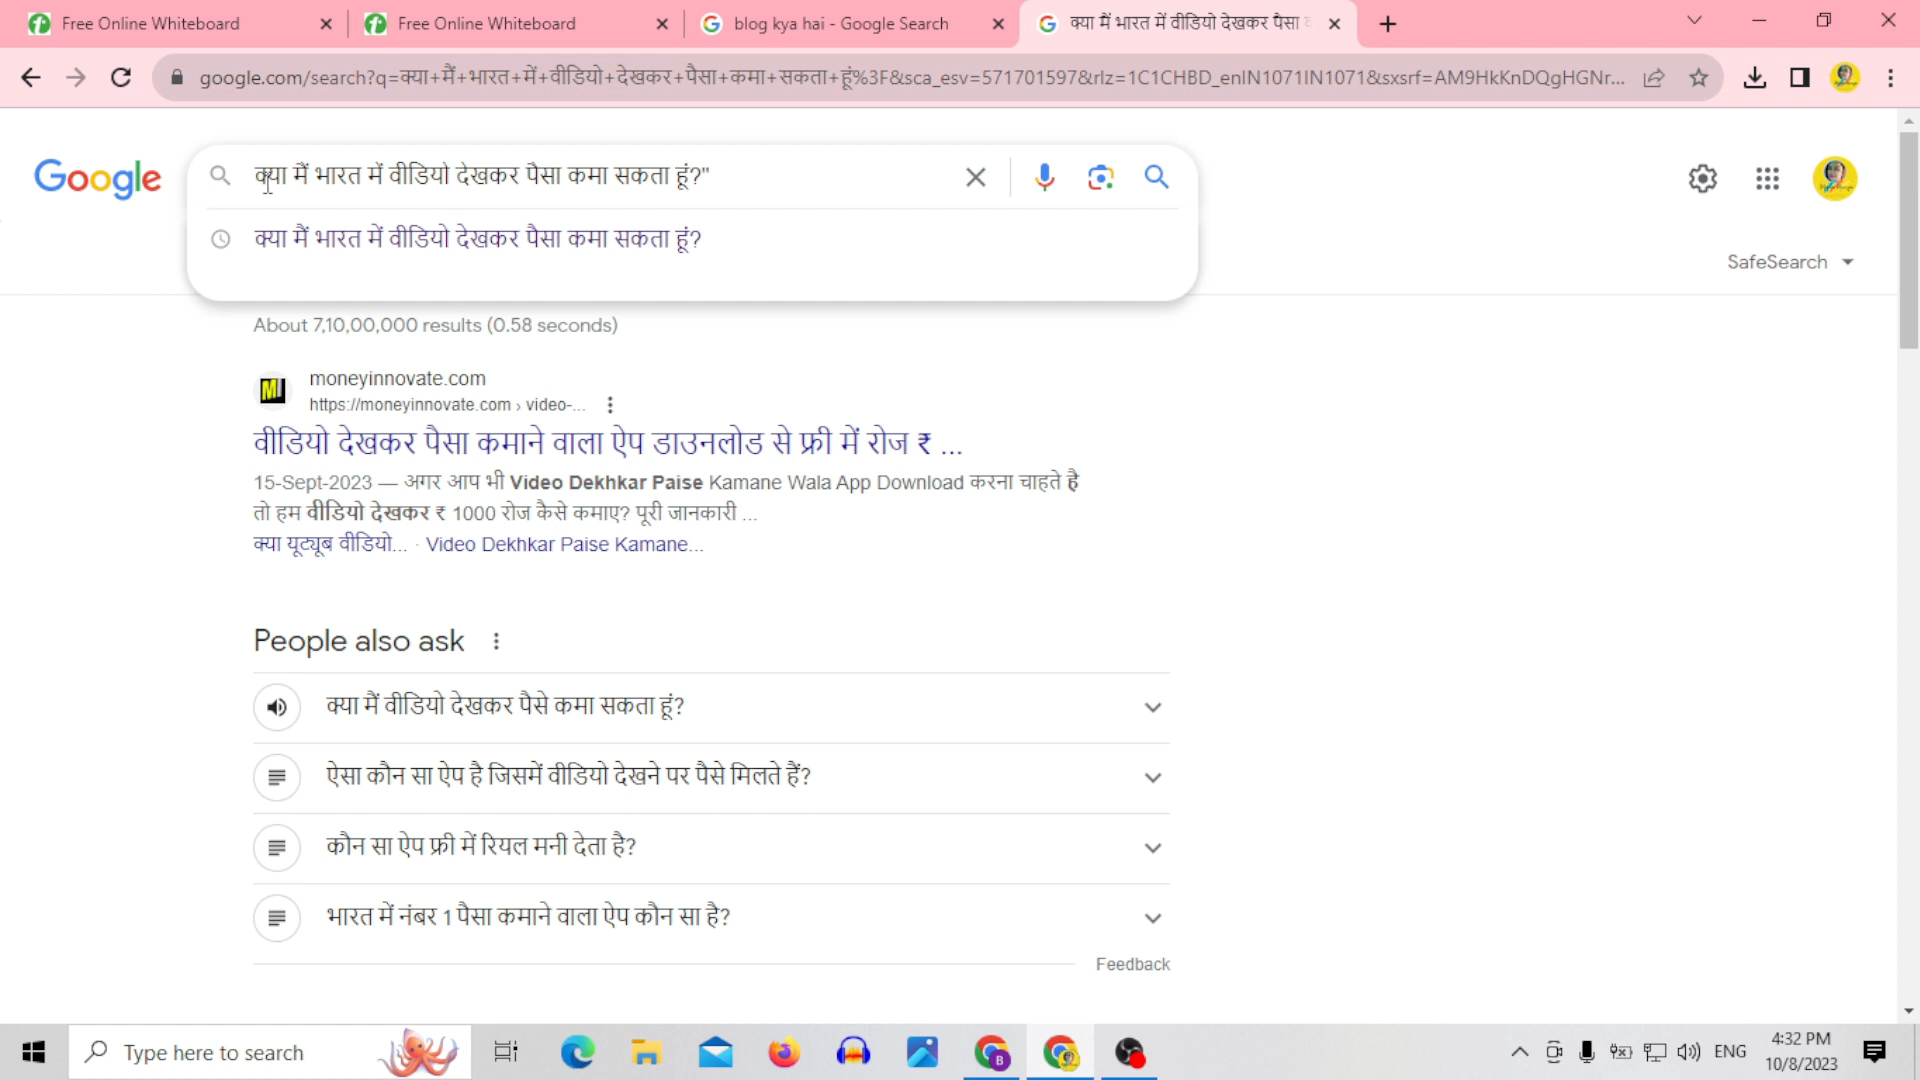 Free Online Whiteboard
Free Online Whiteboard
blog kya hai - Google Search
क्या मैं भारत में वीडियो देखकर पैसा
google.com/search?q=क्या+मैं+भारत+में+वीडियो+देखकर+पैसा+कमा+सकता+हूं%3F&sca_esv=571701597&rlz=1C1CHBD_enIN1071IN1071&sxsrf=AM9HkKnDQgHGNr...
Google
क्या मैं भारत में वीडियो देखकर पैसा कमा सकता हूं?"
क्या मैं भारत में वीडियो देखकर पैसा कमा सकता हूं?
SafeSearch
About 7,10,00,000 results (0.58 seconds)
moneyinnovate.com
https://moneyinnovate.com › video-...
वीडियो देखकर पैसा कमाने वाला ऐप डाउनलोड से फ्री में रोज ₹ ...
15-Sept-2023 — अगर आप भी Video Dekhkar Paise Kamane Wala App Download करना चाहते है
तो हम वीडियो देखकर ₹ 1000 रोज कैसे कमाए? पूरी जानकारी ...
क्या यूट्यूब वीडियो... · Video Dekhkar Paise Kamane...
People also ask
क्या मैं वीडियो देखकर पैसे कमा सकता हूं?
ऐसा कौन सा ऐप है जिसमें वीडियो देखने पर पैसे मिलते हैं?
कौन सा ऐप फ्री में रियल मनी देता है?
भारत में नंबर 1 पैसा कमाने वाला ऐप कौन सा है?
Feedback
Type here to search
ENG
4:32 PM
10/8/2023